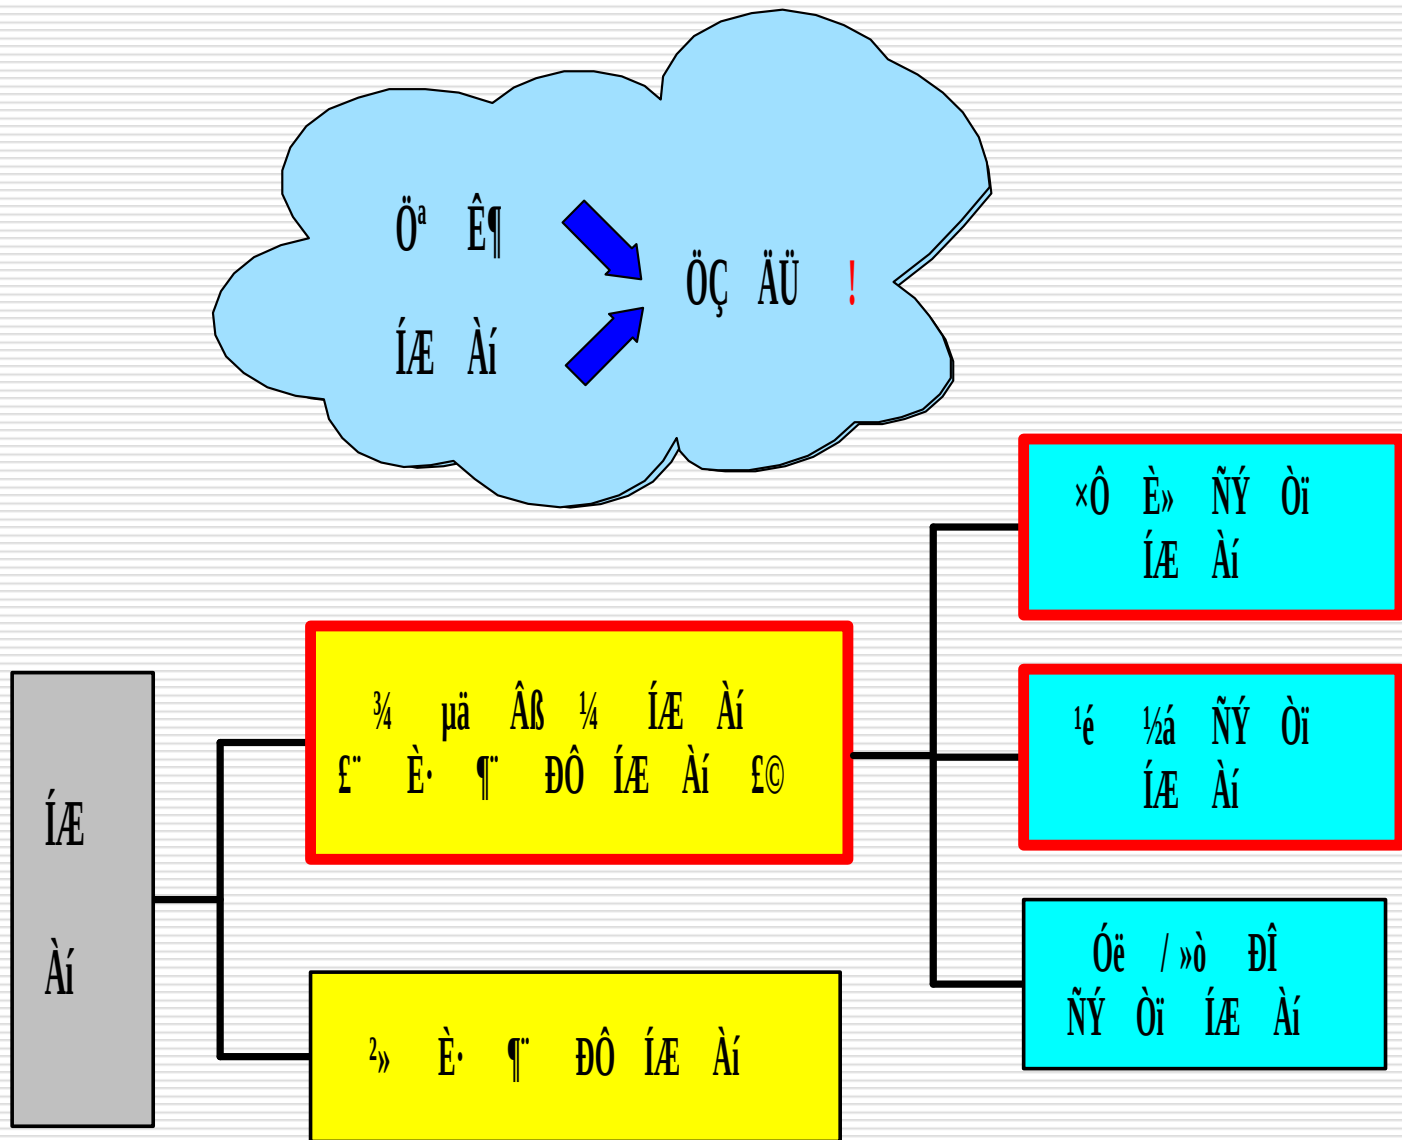 Öª Ê¶
ÖÇ ÄÜ !
ÍÆ Àí
×Ô È» ÑÝ Òï
ÍÆ Àí
¾ µä Âß ¼ ÍÆ Àí
£¨ È· ¶¨ ÐÔ ÍÆ Àí £©
¹é ½á ÑÝ Òï
ÍÆ Àí
ÍÆ
Àí
Óë / »ò ÐÎ
ÑÝ Òï ÍÆ Àí
²» È· ¶¨ ÐÔ ÍÆ Àí